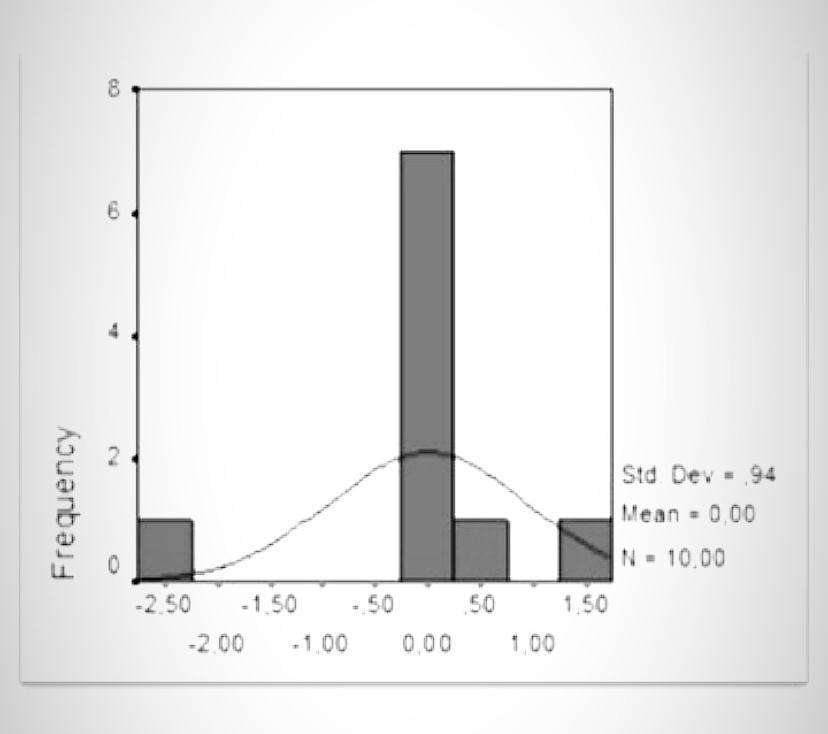 8
6
4
2
0
Frequency
-2.50 -1.50 -.50 .50 1.50
-2.00 -1.00 0.00 1.00
Std. Dev = .94
Mean = 0.00
N = 10.00